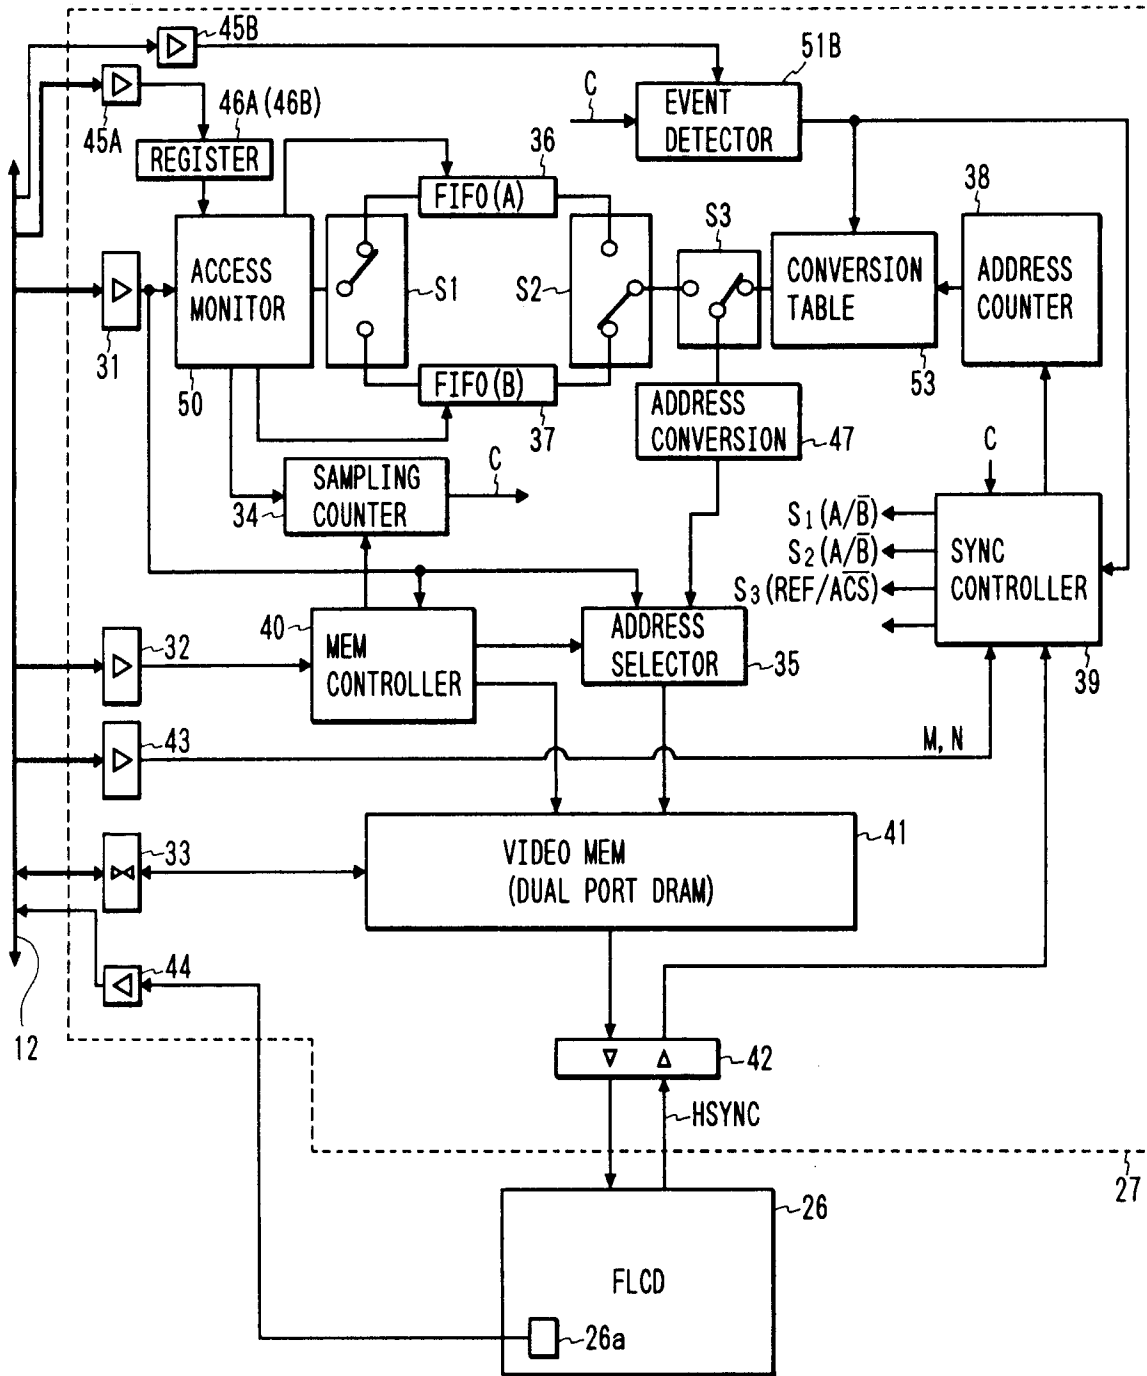 45B
51B
C
EVENT
DETECTOR
45A
46A(46B)
REGISTER
36
FIFO(A)
38
S3
ACCESS
MONITOR
S1
S2
CONVERSION
TABLE
ADDRESS
COUNTER
31
50
FIFO(B)
37
53
ADDRESS
CONVERSION
47
C
SAMPLING
COUNTER
34
C
S₁(A/B̅)
S₂(A/B̅)
S₃(REF/A̅C̅S̅)
SYNC
CONTROLLER
39
40
32
MEM
CONTROLLER
ADDRESS
SELECTOR
35
43
M, N
33
VIDEO MEM
(DUAL PORT DRAM)
41
44
12
42
HSYNC
27
26
FLCD
26a